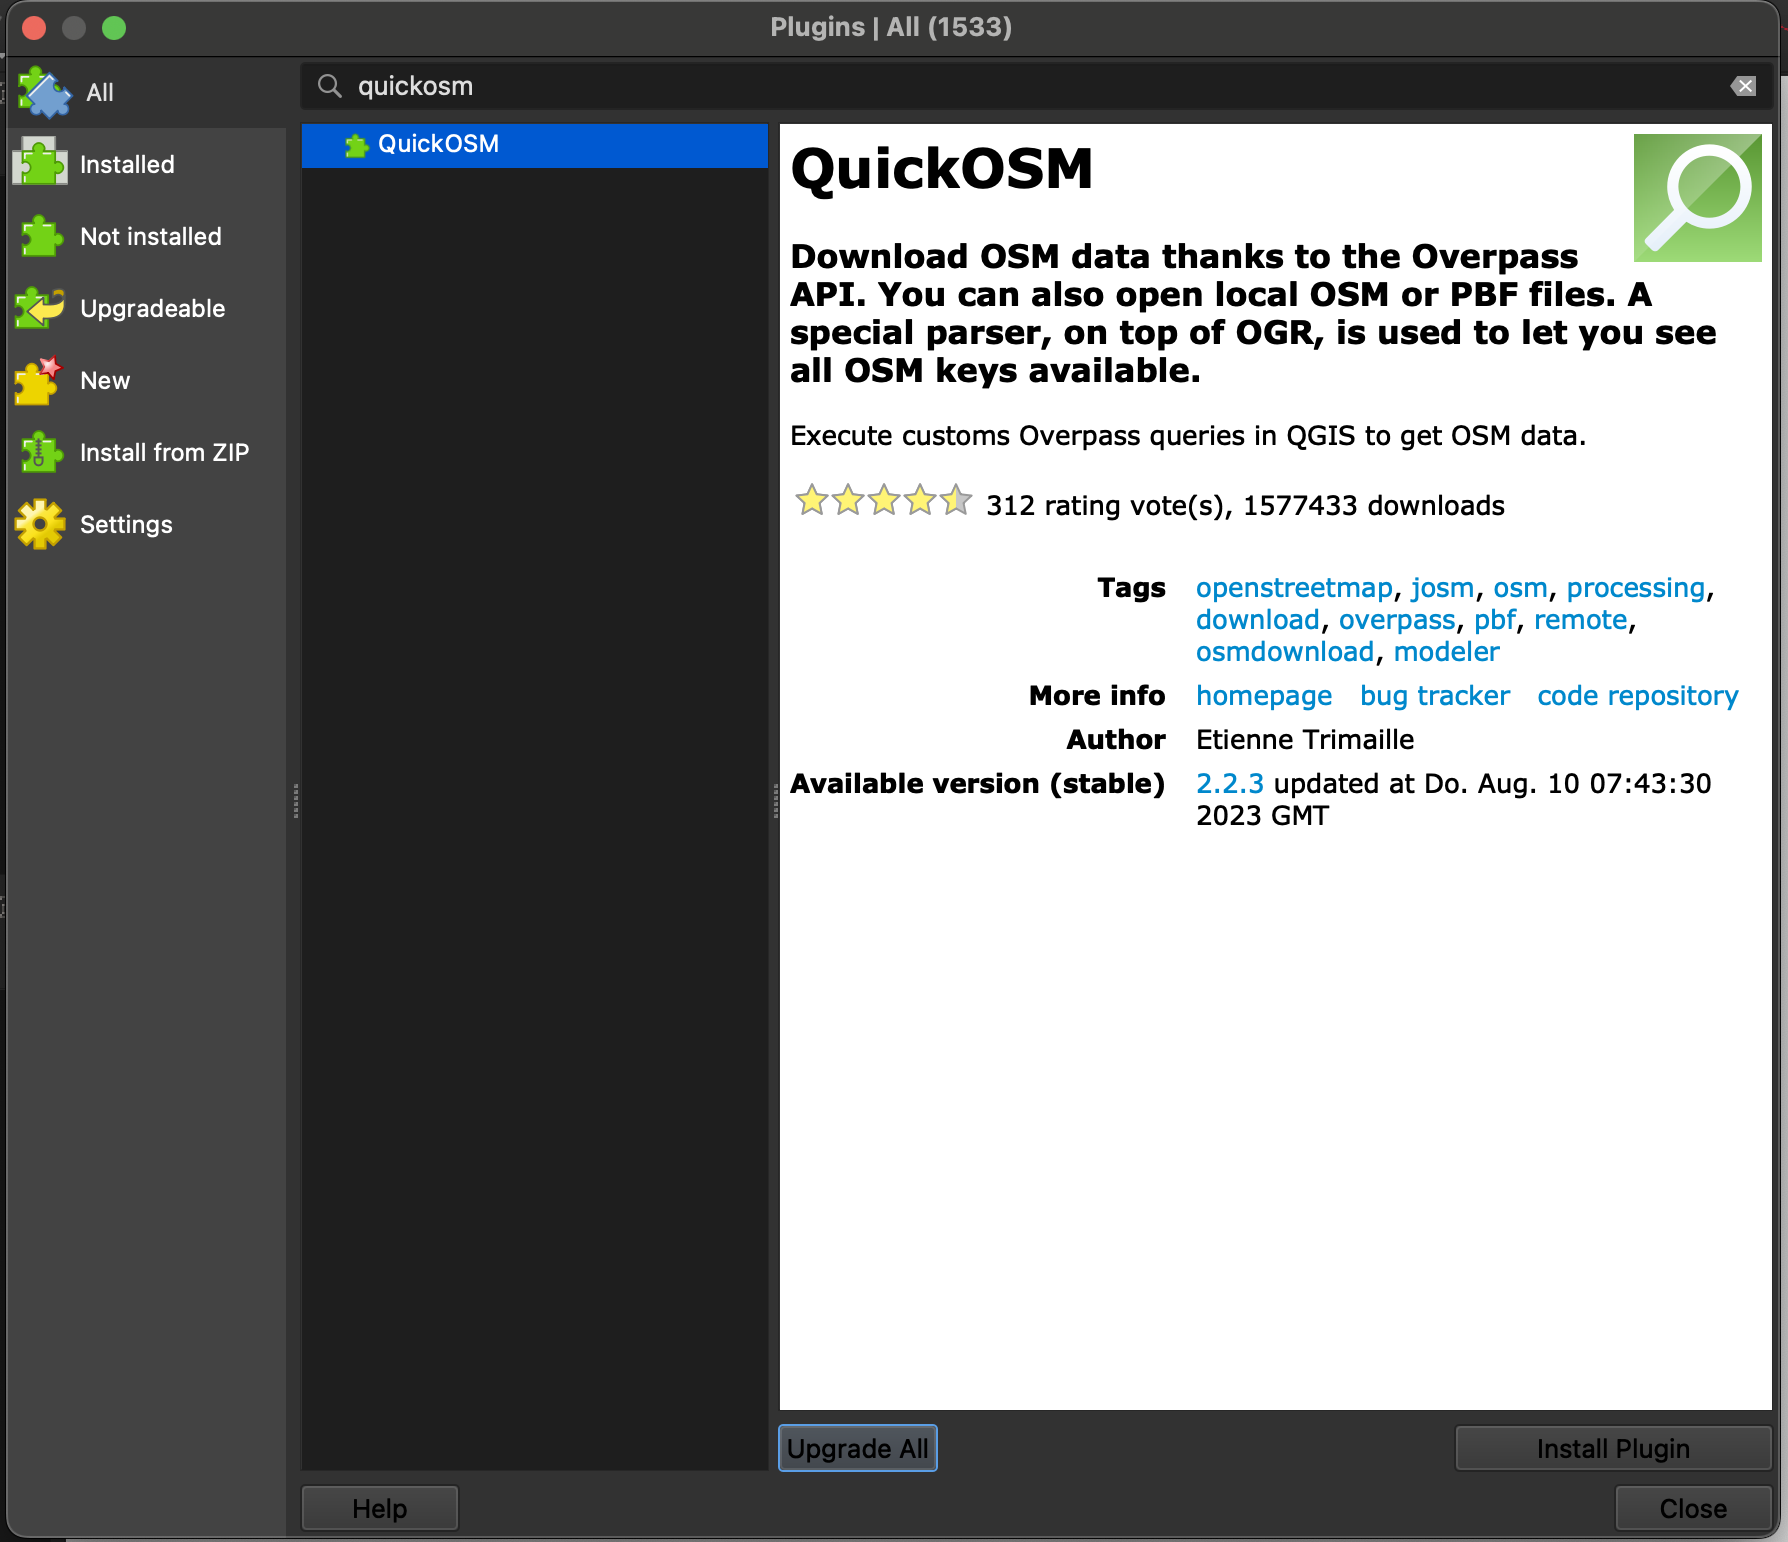 Plugins | All (1533)
All
Installed
Not installed
Upgradeable
New
Install from ZIP
Settings
quickosm
QuickOSM
QuickOSM
Download OSM data thanks to the Overpass
API. You can also open local OSM or PBF files. A
special parser, on top of OGR, is used to let you see
all OSM keys available.
Execute customs Overpass queries in QGIS to get OSM data.
312 rating vote(s), 1577433 downloads
Tags openstreetmap, josm, osm, processing,
download, overpass, pbf, remote,
osmdownload, modeler
More info homepage bug tracker code repository
Author Etienne Trimaille
Available version (stable) 2.2.3 updated at Do. Aug. 10 07:43:30
2023 GMT
Upgrade All
Install Plugin
Help
Close